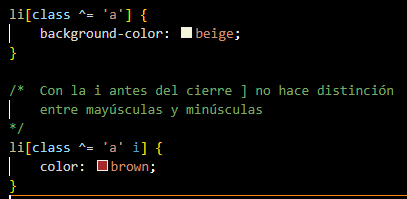 li[class ^= 'a'] {
    background-color: beige;
}
/*  Con la i antes del cierre ] no hace distinción
    entre mayúsculas y minúsculas
*/
li[class ^= 'a' i] {
    color: brown;
}